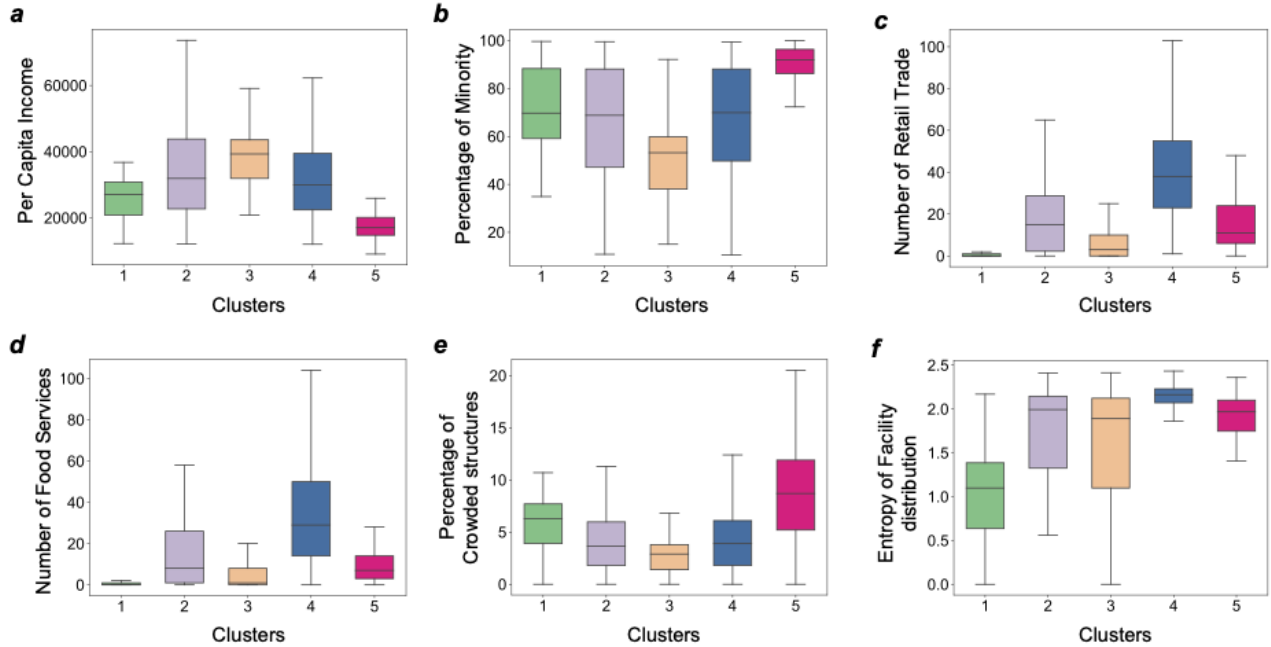 a
Per Capita Income
60000
40000
20000
1 2 3 4 5
Clusters
b
Percentage of Minority
100
80
60
40
20
1 2 3 4 5
Clusters
c
Number of Retail Trade
100
80
60
40
20
0
1 2 3 4 5
Clusters
d
Number of Food Services
100
80
60
40
20
0
1 2 3 4 5
Clusters
e
Percentage of
Crowded structures
20
15
10
5
0
1 2 3 4 5
Clusters
f
Entropy of Facility
distribution
2.5
2.0
1.5
1.0
0.5
0.0
1 2 3 4 5
Clusters